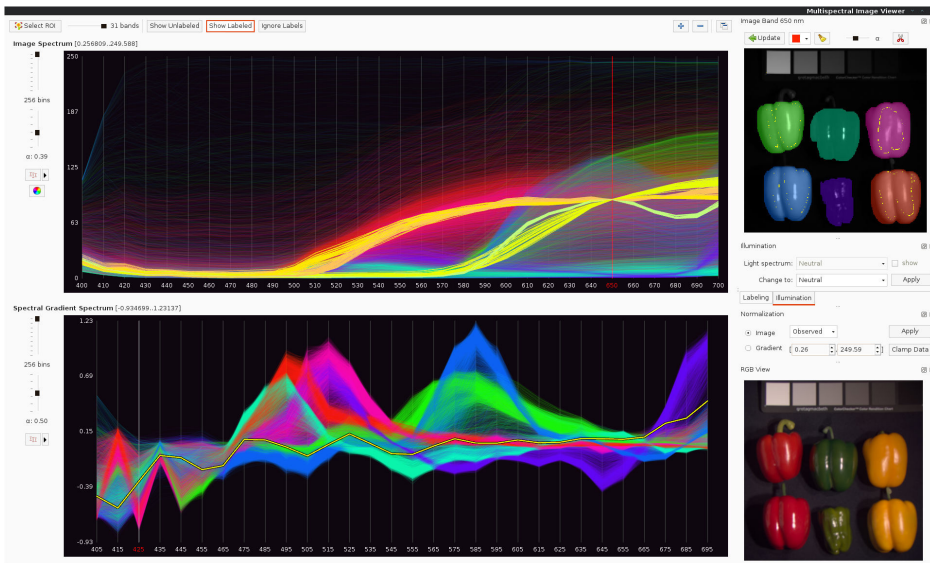 Multispectral Image Viewer
Select ROI 31 bands Show Unlabeled Show Labeled Ignore Labels
Image Spectrum [0.256809..249.588]
250
187
125
63
0
400 410 420 430 440 450 460 470 480 490 500 510 520 530 540 550 560 570 580 590 600 610 620 630 640 650 660 670 680 690 700
256 bins
α: 0.39
Spectral Gradient Spectrum [-0.934699..1.23137]
1.23
0.69
0.15
-0.39
-0.93
405 415 425 435 445 455 465 475 485 495 505 515 525 535 545 555 565 575 585 595 605 615 625 635 645 655 665 675 685 695
256 bins
α: 0.50
Image Band 650 nm
Update α
Illumination
Light spectrum: Neutral show
Change to: Neutral Apply
Labeling Illumination
Normalization
Image Observed Apply
Gradient [ 0.26 , 249.59 ] Clamp Data
RGB View